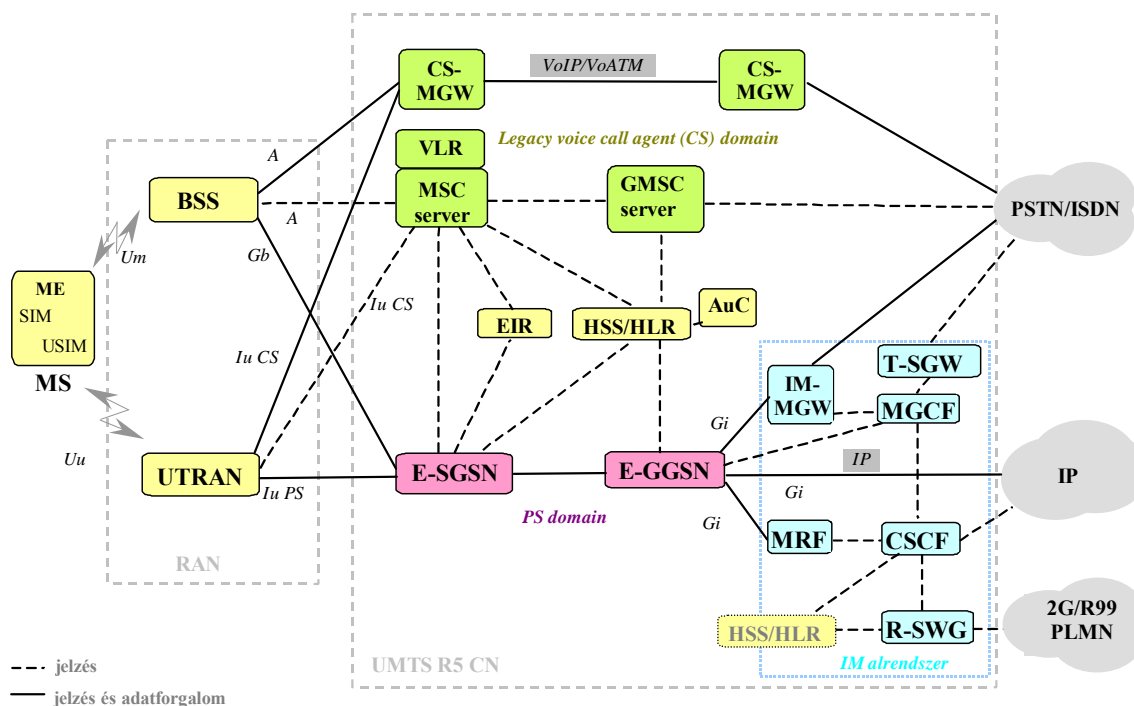 CS-
MGW
VoIP/VoATM
CS-
MGW
Legacy voice call agent (CS) domain
VLR
MSC
server
GMSC
server
A
A
BSS
PSTN/ISDN
Um
Gb
ME
SIM
USIM
MS
Iu CS
Iu CS
EIR
HSS/HLR
AuC
T-SGW
IM-
MGW
MGCF
Gi
Uu
UTRAN
Iu PS
E-SGSN
E-GGSN
IP
Gi
IP
PS domain
Gi
MRF
CSCF
RAN
HSS/HLR
R-SWG
2G/R99
PLMN
UMTS R5 CN
IM alrendszer
jelzés
jelzés és adatforgalom